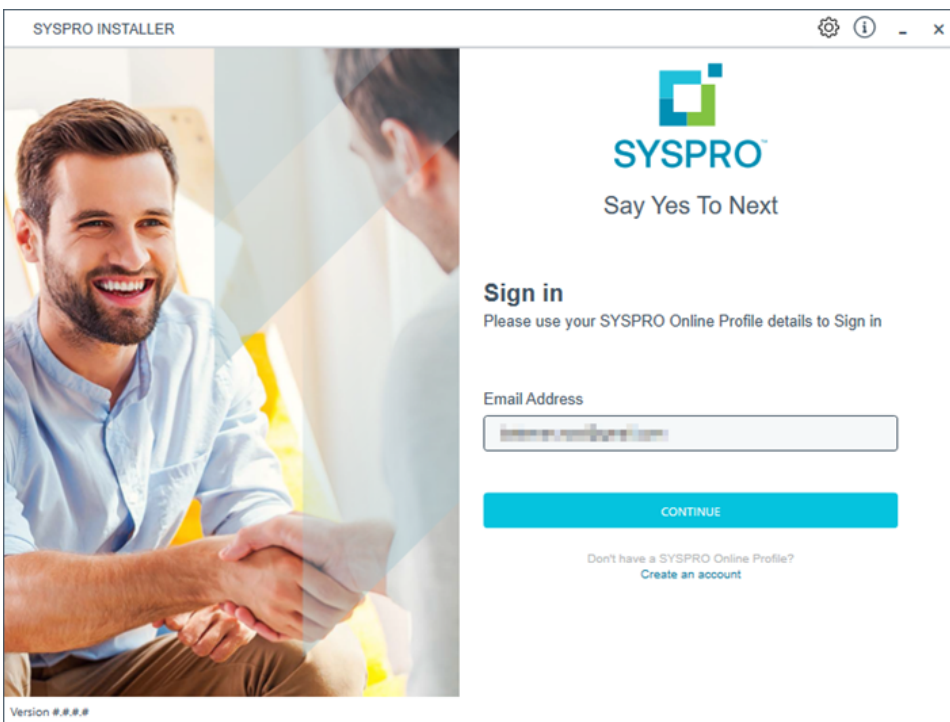 SYSPRO INSTALLER
SYSPRO™
Say Yes To Next
Sign in
Please use your SYSPRO Online Profile details to Sign in
Email Address
CONTINUE
Don't have a SYSPRO Online Profile?
Create an account
Version #.#.#.#